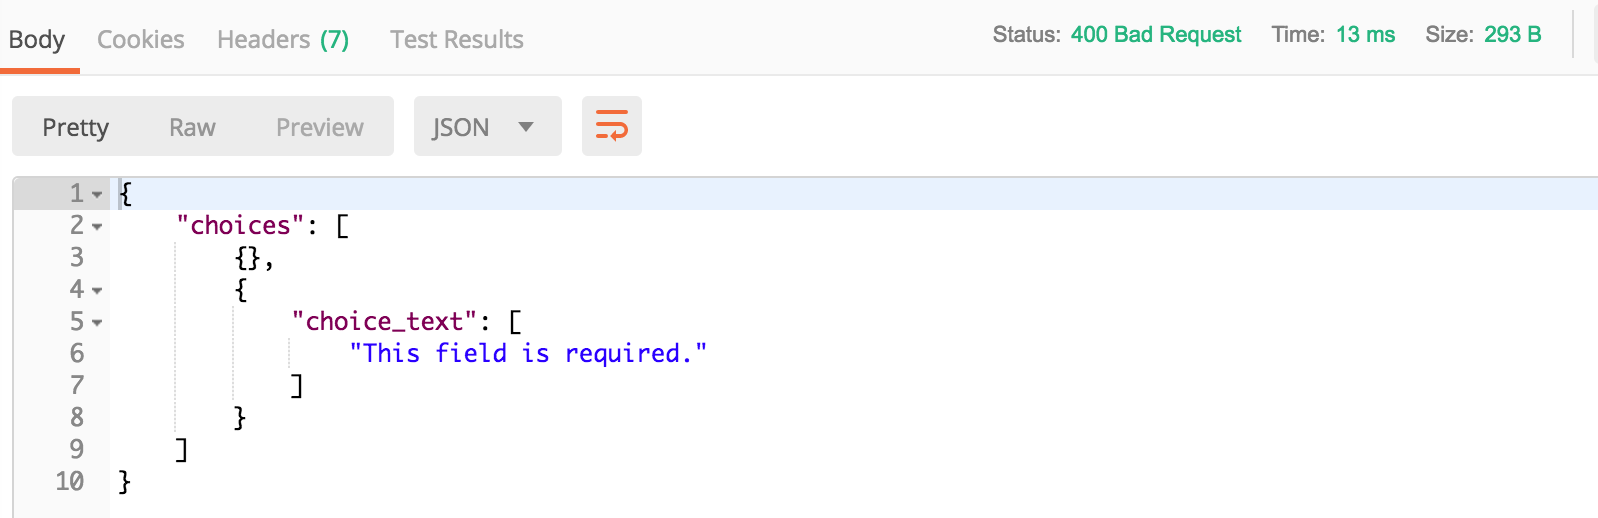 Body Cookies Headers (7) Test Results Status: 400 Bad Request Time: 13 ms Size: 293 B
Pretty Raw Preview JSON
1 {
2 "choices": [
3 {},
4 {
5 "choice_text": [
6 "This field is required."
7 ]
8 }
9 ]
10 }